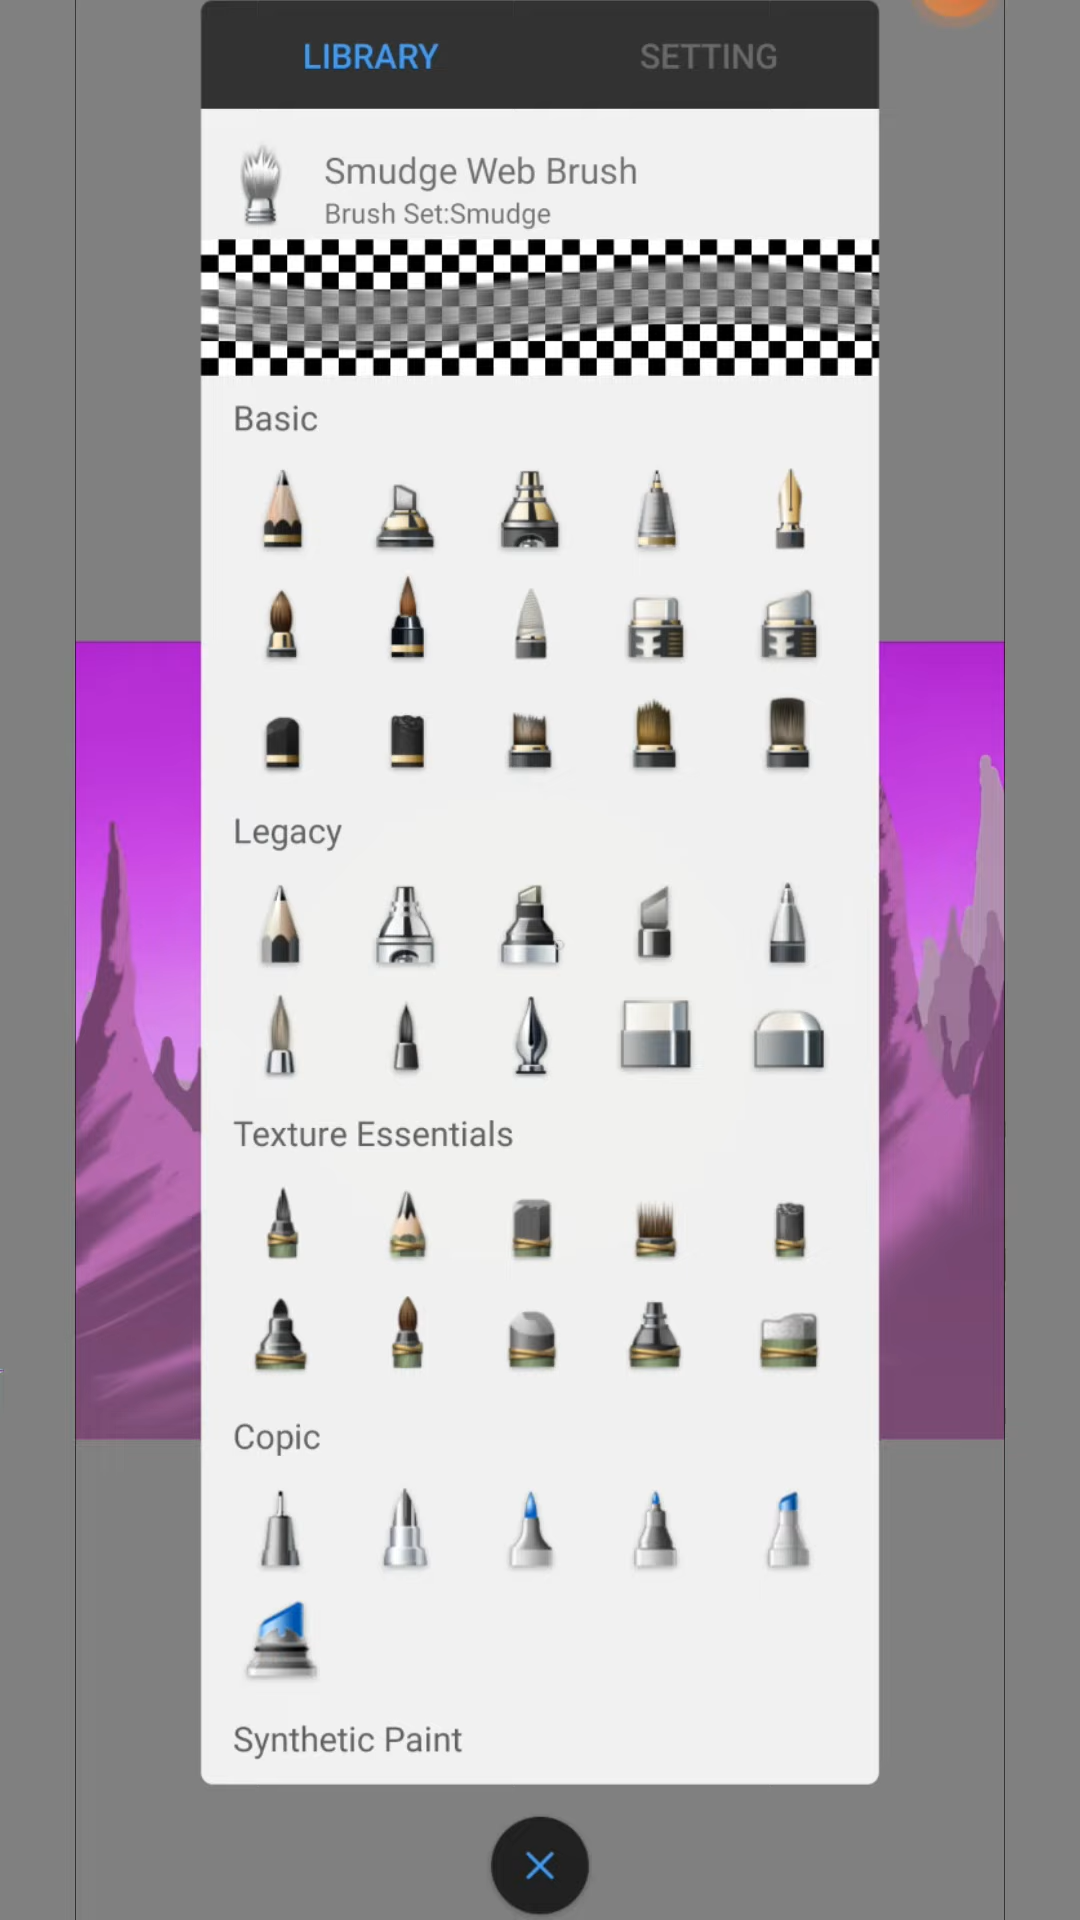 LIBRARY SETTING
Smudge Web Brush
Brush Set:Smudge
Basic
Legacy
Texture Essentials
Copic
Synthetic Paint